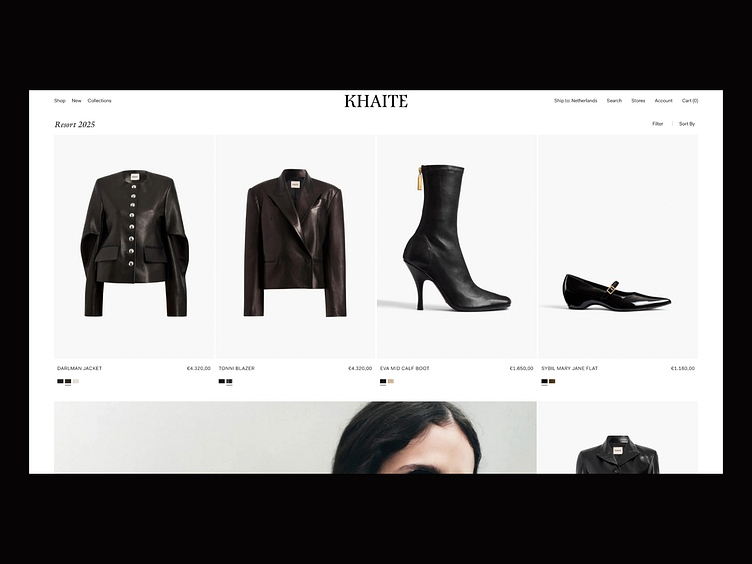 Shop New Collections KHAITE Ship to: Netherlands Search Stores Account Cart (0)
Resort 2025 Filter Sort By
DARLMAN JACKET €4.320,00 TONNI BLAZER €4.320,00 EVA MID CALF BOOT €1.650,00 SYBIL MARY JANE FLAT €1.160,00